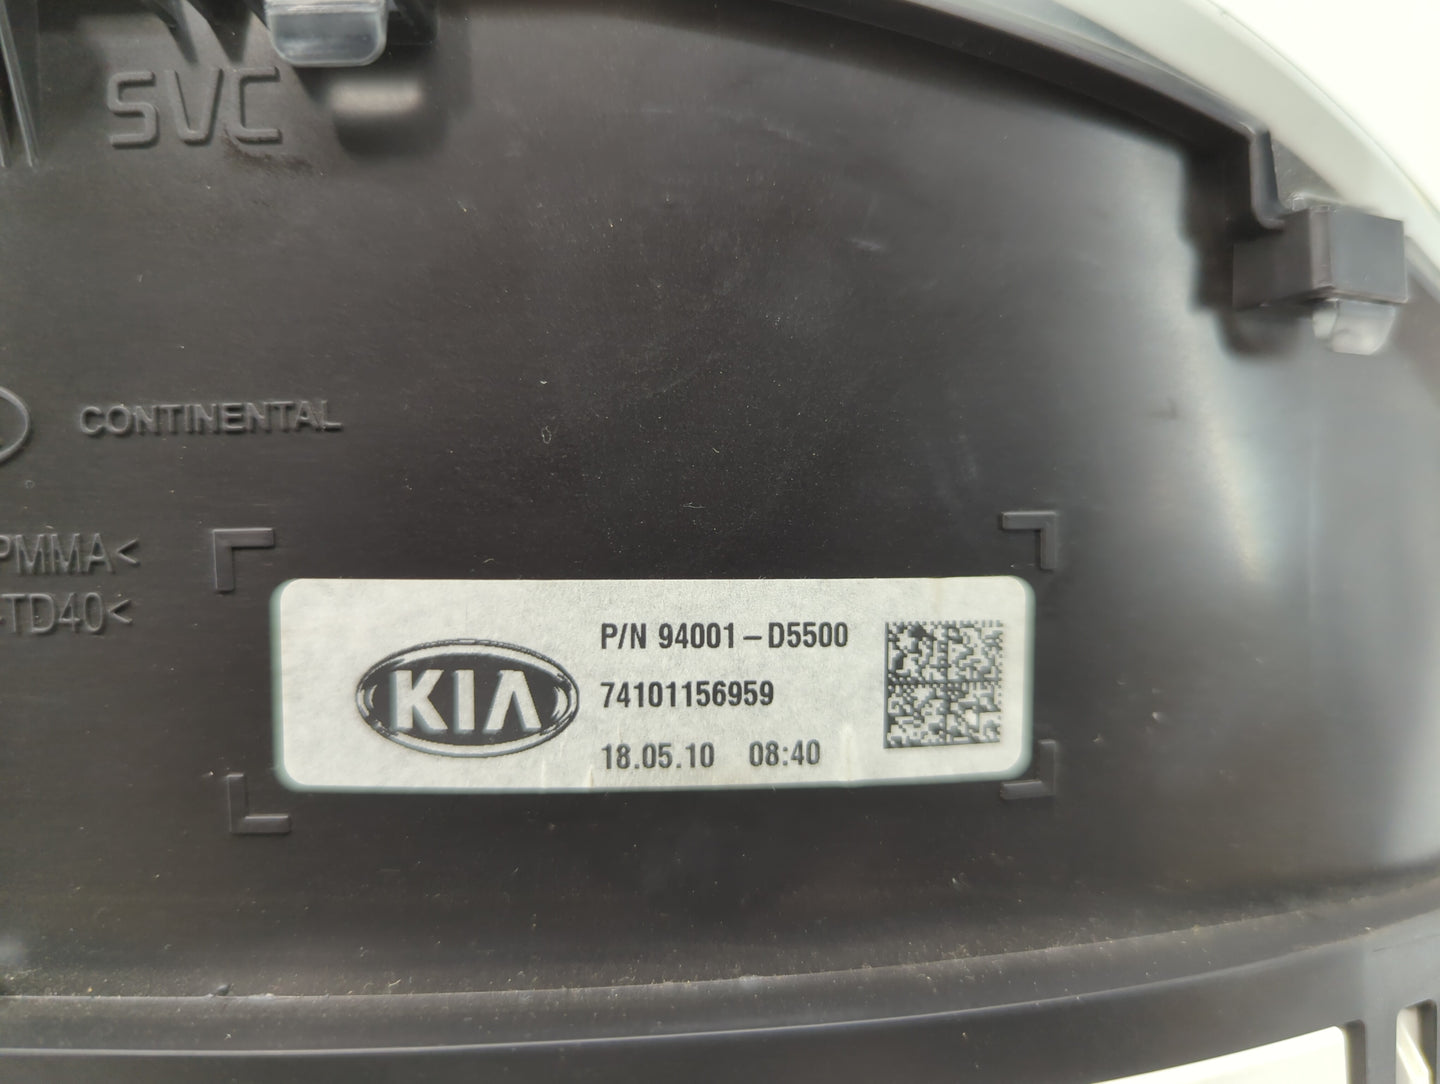 SVC
CONTINENTAL
PMMA<
-TD40<
KIA
P/N 94001-D5500
74101156959
18.05.10 08:40